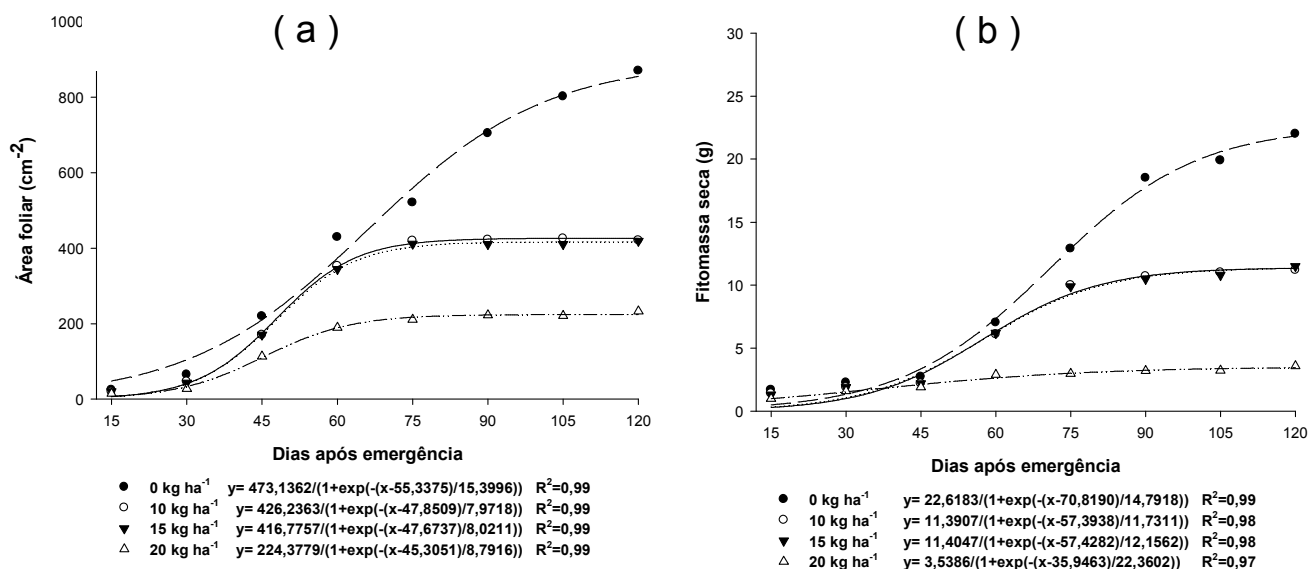 ( a )
1000
800
600
400
200
0
Área foliar (cm-2)
15 30 45 60 75 90 105 120
Dias após emergência
0 kg ha-1 y= 473,1362/(1+exp(-(x-55,3375)/15,3996)) R2=0,99
10 kg ha-1 y= 426,2363/(1+exp(-(x-47,8509)/7,9718)) R2=0,99
15 kg ha-1 y= 416,7757/(1+exp(-(x-47,6737)/8,0211)) R2=0,99
20 kg ha-1 y= 224,3779/(1+exp(-(x-45,3051)/8,7916)) R2=0,99
( b )
30
25
20
15
10
5
0
Fitomassa seca (g)
15 30 45 60 75 90 105 120
Dias após emergência
0 kg ha-1 y= 22,6183/(1+exp(-(x-70,8190)/14,7918)) R2=0,99
10 kg ha-1 y= 11,3907/(1+exp(-(x-57,3938)/11,7311)) R2=0,98
15 kg ha-1 y= 11,4047/(1+exp(-(x-57,4282)/12,1562)) R2=0,98
20 kg ha-1 y= 3,5386/(1+exp(-(x-35,9463)/22,3602)) R2=0,97